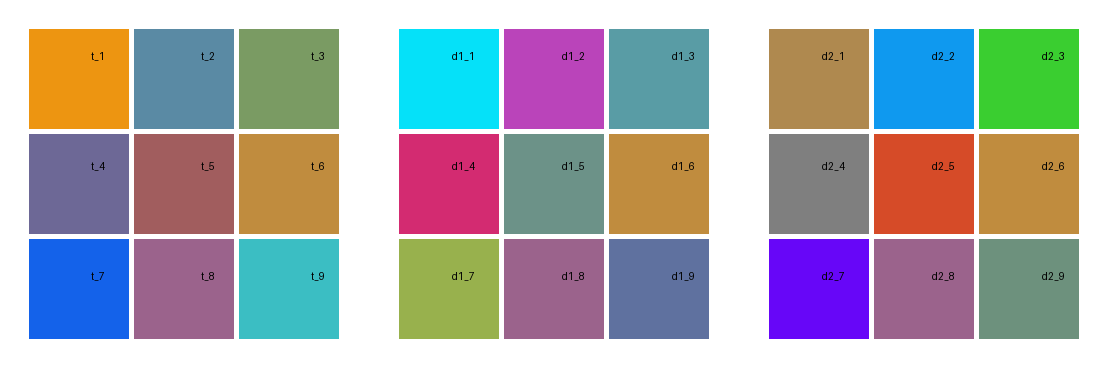 t_1 t_2 t_3 d1_1 d1_2 d1_3 d2_1 d2_2 d2_3
t_4 t_5 t_6 d1_4 d1_5 d1_6 d2_4 d2_5 d2_6
t_7 t_8 t_9 d1_7 d1_8 d1_9 d2_7 d2_8 d2_9